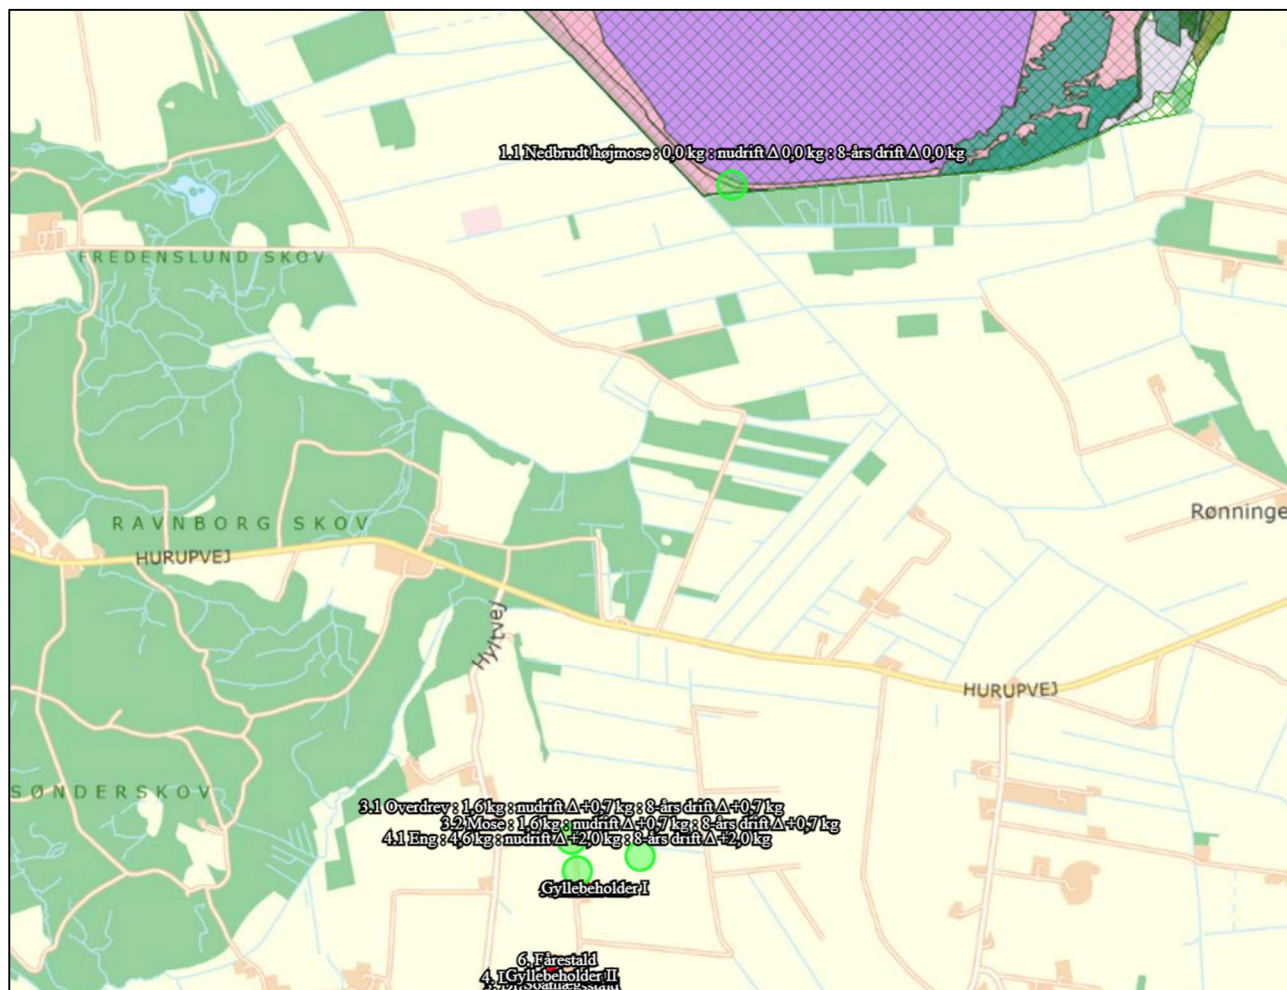 1.1 Nedbrudt højmose : 0,0 kg : nudrift Δ 0,0 kg : 8-års drift Δ 0,0 kg
FREDENSLUND SKOV
Rønninge
RAVNBORG SKOV
HURUPVEJ
Hyltvej
HURUPVEJ
SØNDERSKOV
3.1 Overdrev : 1,6 kg : nudrift Δ +0,7 kg : 8-års drift Δ +0,7 kg
3.2 Mose : 1,6 kg : nudrift Δ +0,7 kg : 8-års drift Δ +0,7 kg
4.1 Eng : 4,6 kg : nudrift Δ +2,0 kg : 8-års drift Δ +2,0 kg
Gyllebeholder I
6. Fårestald
4. Gyllebeholder II